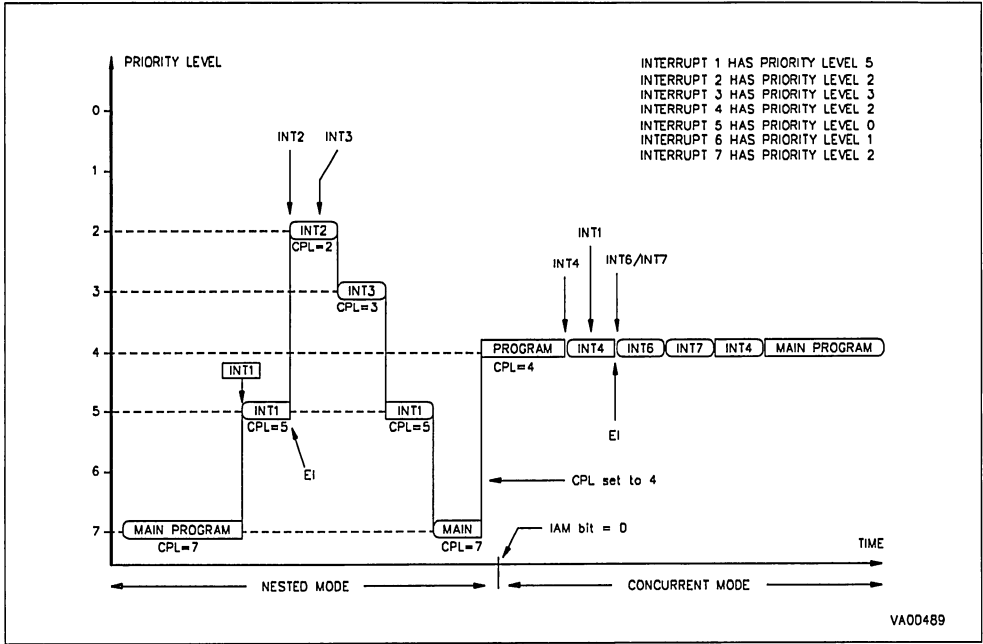 PRIORITY LEVEL
INTERRUPT 1 HAS PRIORITY LEVEL 5
INTERRUPT 2 HAS PRIORITY LEVEL 2
INTERRUPT 3 HAS PRIORITY LEVEL 3
INTERRUPT 4 HAS PRIORITY LEVEL 2
INTERRUPT 5 HAS PRIORITY LEVEL 0
INTERRUPT 6 HAS PRIORITY LEVEL 1
INTERRUPT 7 HAS PRIORITY LEVEL 2
0
INT2 INT3
1
2
INT2
CPL=2
INT1
INT4
INT6/INT7
3
INT3
CPL=3
4
PROGRAM INT4 INT6 INT7 INT4 MAIN PROGRAM
CPL=4
INT1
5
INT1
CPL=5
INT1
CPL=5
EI
EI
6
CPL set to 4
7
MAIN PROGRAM
CPL=7
MAIN
CPL=7
IAM bit = 0
TIME
NESTED MODE
CONCURRENT MODE
VA00489